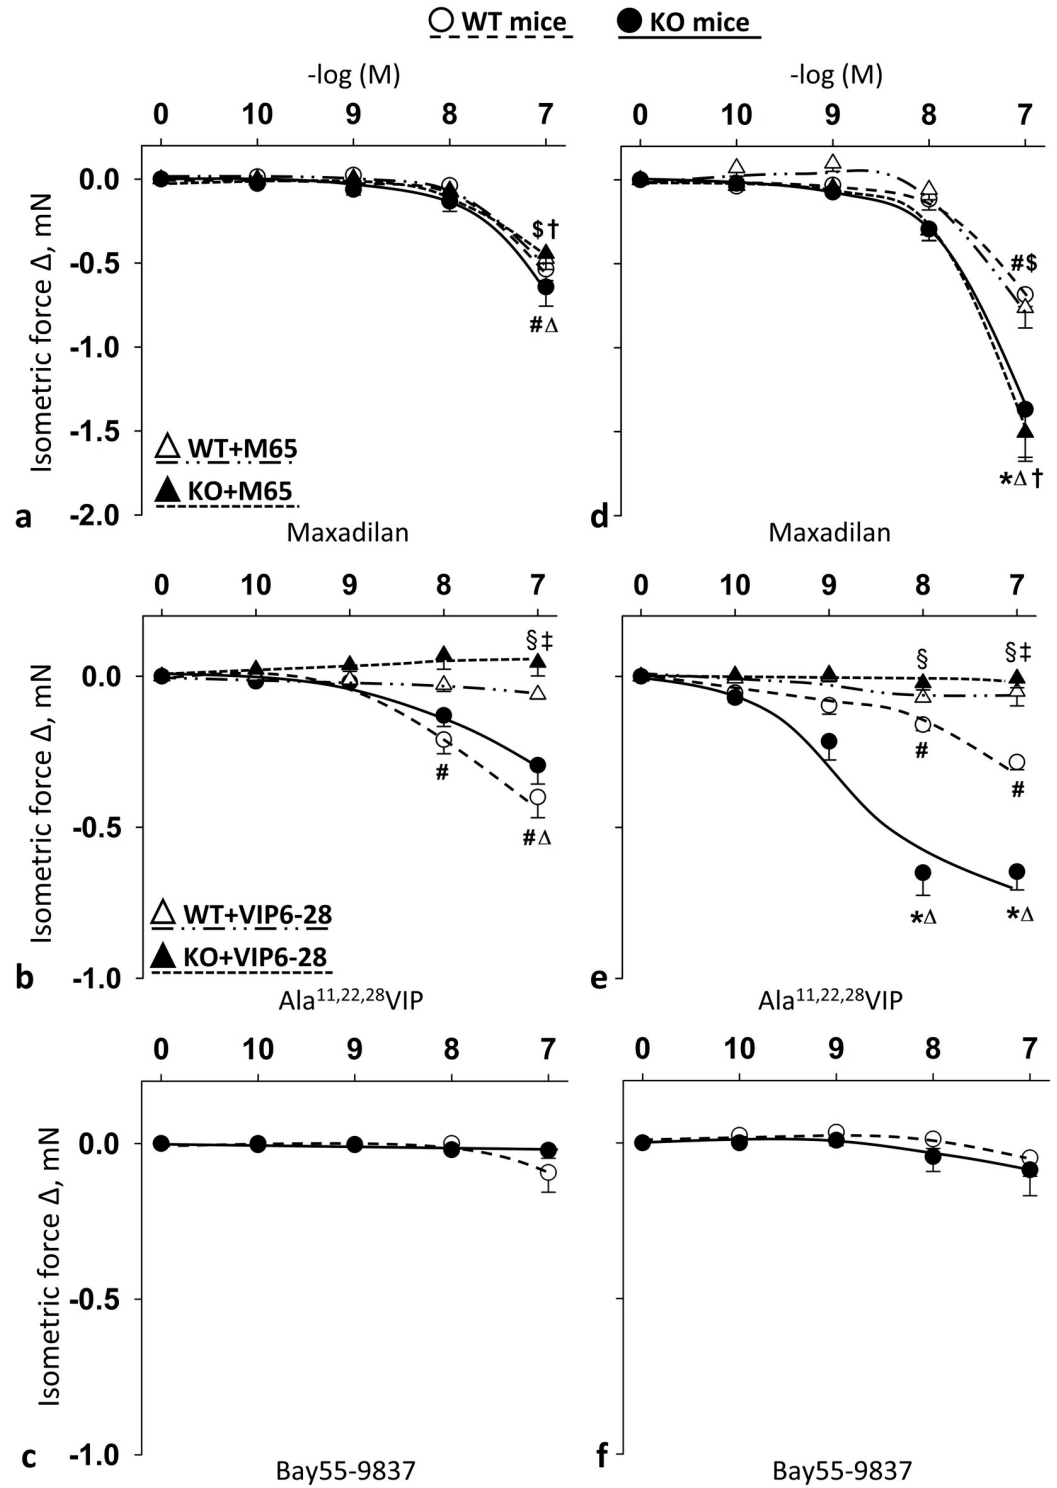 WT mice KO mice
-log (M) -log (M)
0 10 9 8 7 0 10 9 8 7
Isometric force Δ, mN
0.0
-0.5
-1.0
-1.5
-2.0
$†
#Δ
WT+M65
KO+M65
a
Maxadilan
#$
*Δ†
d
Maxadilan
0 10 9 8 7 0 10 9 8 7
Isometric force Δ, mN
0.0
-0.5
-1.0
§‡
#
#Δ
WT+VIP6-28
KO+VIP6-28
b
Ala11,22,28VIP
§
§‡
#
#
*Δ
*Δ
e
Ala11,22,28VIP
0 10 9 8 7 0 10 9 8 7
Isometric force Δ, mN
0.0
-0.5
-1.0
c
Bay55-9837
f
Bay55-9837